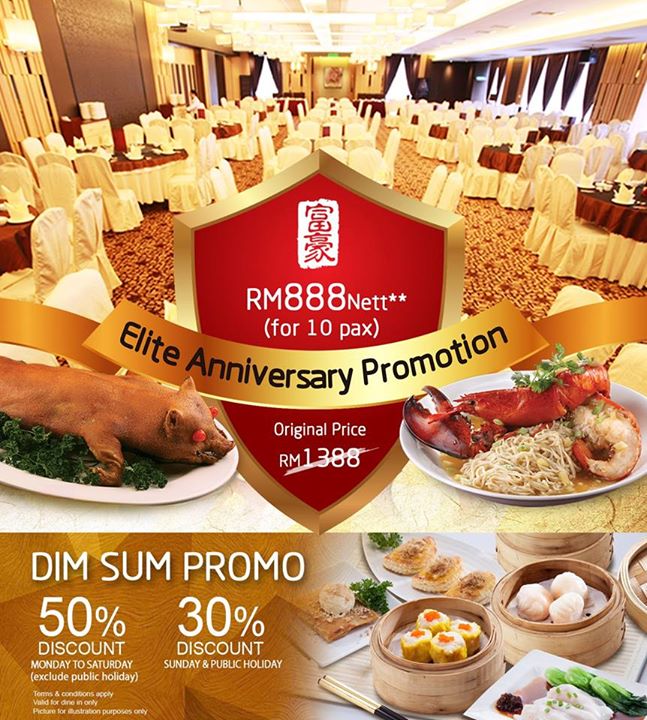 富豪
RM888Nett**
(for 10 pax)
Elite Anniversary Promotion
Original Price
RM1388
DIM SUM PROMO
50%
DISCOUNT
MONDAY TO SATURDAY
(exclude public holiday)
30%
DISCOUNT
SUNDAY & PUBLIC HOLIDAY
Terms & conditions apply
Valid for dine in only
Picture for illustration purposes only